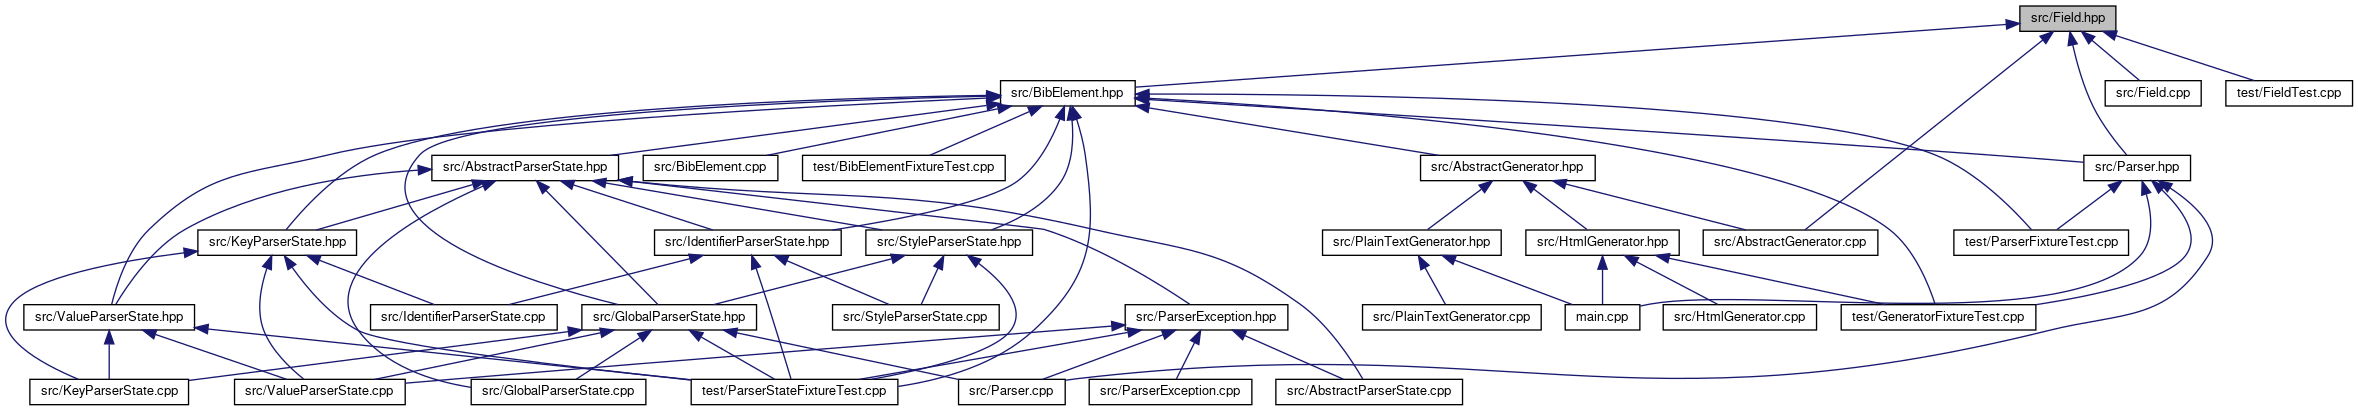 src/Field.hpp
src/BibElement.hpp
src/Field.cpp
test/FieldTest.cpp
src/AbstractParserState.hpp
src/BibElement.cpp
test/BibElementFixtureTest.cpp
src/AbstractGenerator.hpp
src/Parser.hpp
src/KeyParserState.hpp
src/IdentifierParserState.hpp
src/StyleParserState.hpp
src/PlainTextGenerator.hpp
src/HtmlGenerator.hpp
src/AbstractGenerator.cpp
test/ParserFixtureTest.cpp
src/ValueParserState.hpp
src/IdentifierParserState.cpp
src/GlobalParserState.hpp
src/StyleParserState.cpp
src/ParserException.hpp
src/PlainTextGenerator.cpp
main.cpp
src/HtmlGenerator.cpp
test/GeneratorFixtureTest.cpp
src/KeyParserState.cpp
src/ValueParserState.cpp
src/GlobalParserState.cpp
test/ParserStateFixtureTest.cpp
src/Parser.cpp
src/ParserException.cpp
src/AbstractParserState.cpp